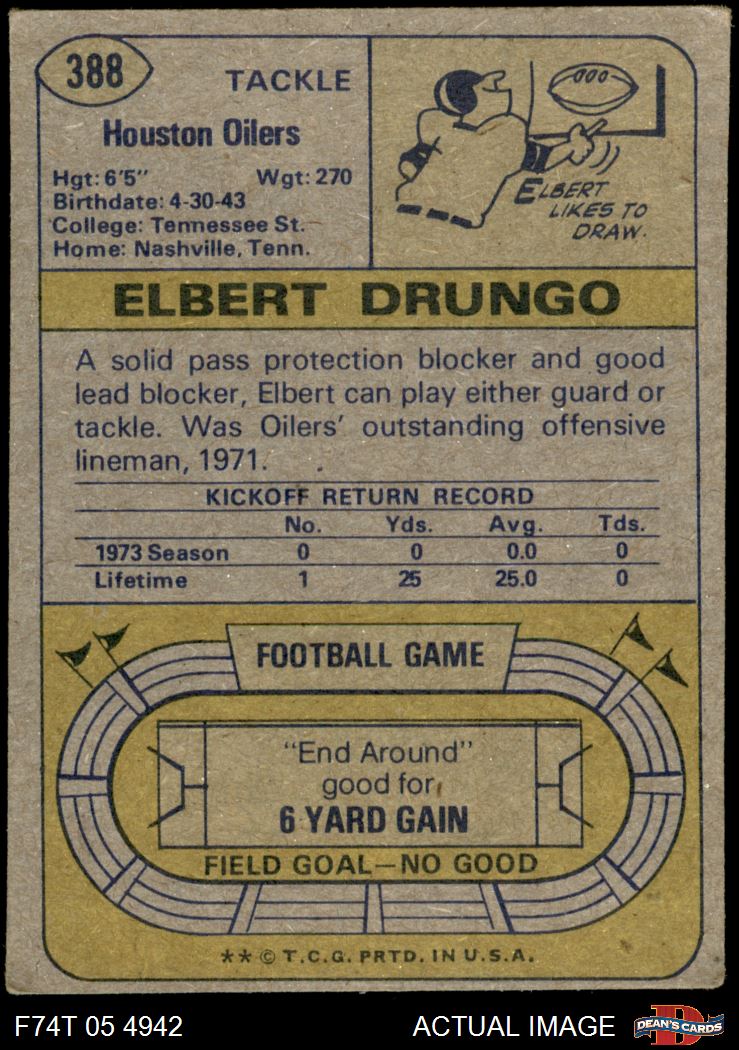 388
TACKLE
Houston Oilers
Hgt: 6'5" Wgt: 270
Birthdate: 4-30-43
College: Tennessee St.
Home: Nashville, Tenn.
ELBERT
LIKES TO
DRAW.
ELBERT DRUNGO
A solid pass protection blocker and good
lead blocker, Elbert can play either guard or
tackle. Was Oilers' outstanding offensive
lineman, 1971.
KICKOFF RETURN RECORD
No. Yds. Avg. Tds.
1973 Season 0 0 0.0 0
Lifetime 1 25 25.0 0
FOOTBALL GAME
"End Around"
good for
6 YARD GAIN
FIELD GOAL—NO GOOD
** © T.C.G. PRTD. IN U.S.A.
F74T 05 4942 ACTUAL IMAGE DEAN'S CARDS